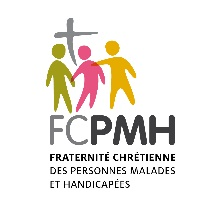 FCPMH
FRATERNITÉ CHRÉTIENNE
DES PERSONNES MALADES
ET HANDICAPÉES